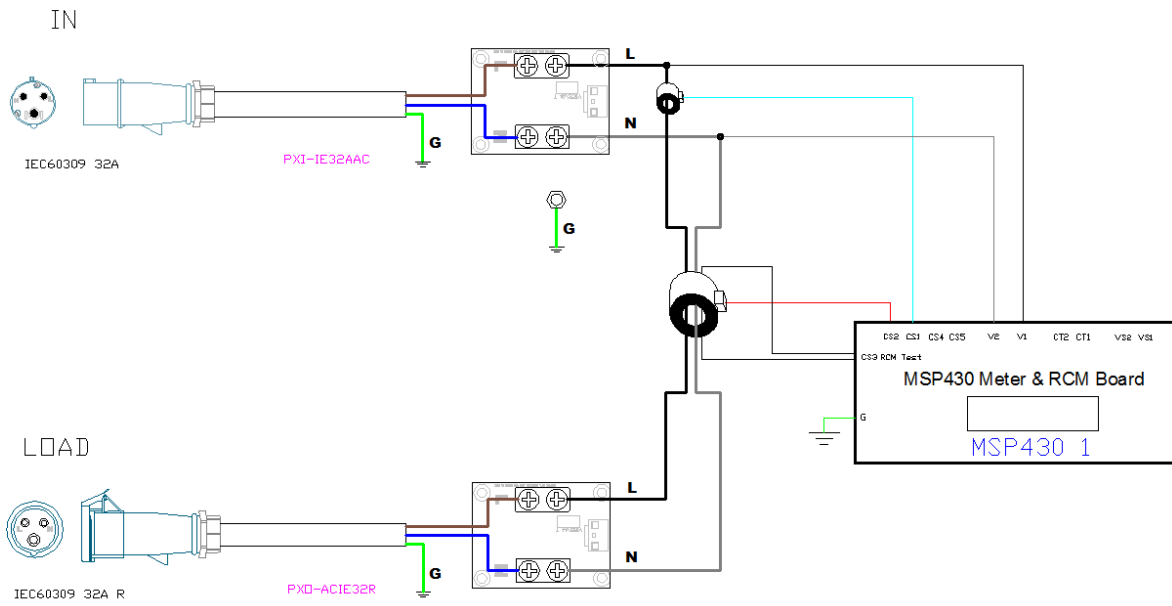 IN
L
N
G
IEC60309 32A
PXI-IE32AAC
G
CS2 CS1 CS4 CS5 V2 V1 CT2 CT1 VS2 VS1
CS3 RCM Test
MSP430 Meter & RCM Board
G
MSP430 1
LOAD
L
N
G
IEC60309 32A R
PXO-ACIE32R